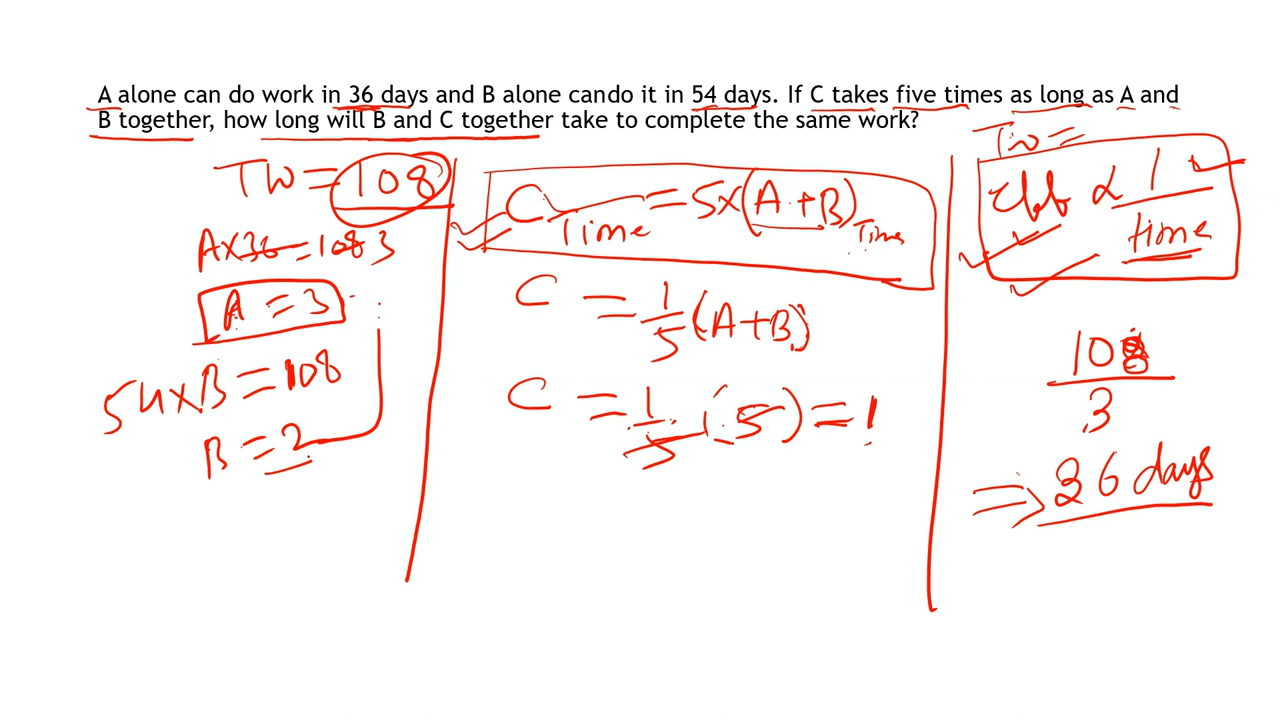 A alone can do work in 36 days and B alone cando it in 54 days. If C takes five times as long as A and
B together, how long will B and C together take to complete the same work?
TW = 108
A×36 = 108 3
A = 3
54×B = 108
B = 2
C Time = 5×(A+B) Time
C = 1/5 (A+B)
C = 1/5 (5) = 1
TW =
eff α 1/time
108/3
⇒ 36 days